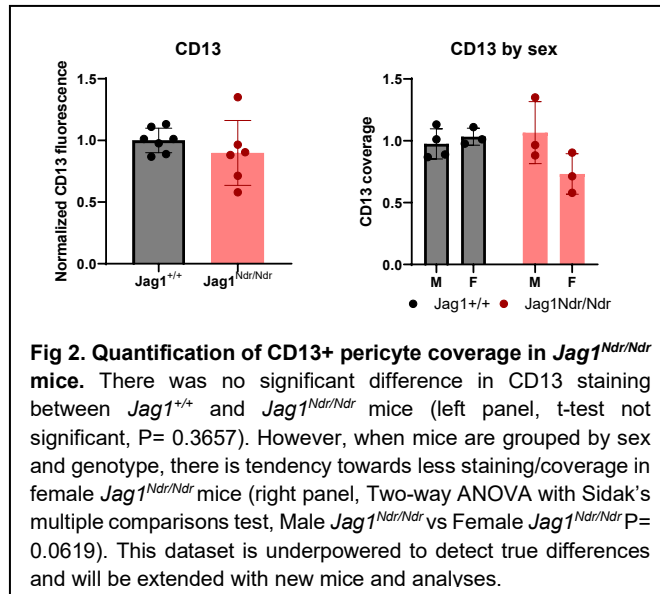 CD13
Normalized CD13 fluorescence
1.5
1.0
0.5
0.0
Jag1+/+
Jag1Ndr/Ndr
CD13 by sex
CD13 coverage
1.5
1.0
0.5
0.0
M F M F
Jag1+/+ Jag1Ndr/Ndr
Fig 2. Quantification of CD13+ pericyte coverage in Jag1Ndr/Ndr
mice. There was no significant difference in CD13 staining
between Jag1+/+ and Jag1Ndr/Ndr mice (left panel, t-test not
significant, P= 0.3657). However, when mice are grouped by sex
and genotype, there is tendency towards less staining/coverage in
female Jag1Ndr/Ndr mice (right panel, Two-way ANOVA with Sidak's
multiple comparisons test, Male Jag1Ndr/Ndr vs Female Jag1Ndr/Ndr P=
0.0619). This dataset is underpowered to detect true differences
and will be extended with new mice and analyses.